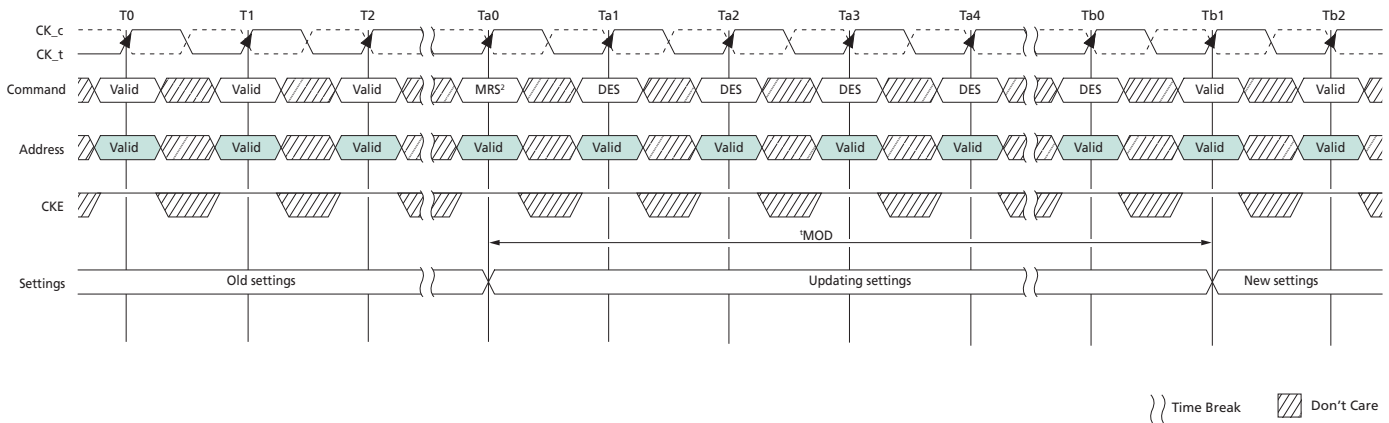 T0 T1 T2 Ta0 Ta1 Ta2 Ta3 Ta4 Tb0 Tb1 Tb2
CK_c
CK_t
Command Valid Valid Valid MRS² DES DES DES DES DES Valid Valid
Address Valid Valid Valid Valid Valid Valid Valid Valid Valid Valid Valid
CKE
ᵗMOD
Settings Old settings Updating settings New settings
Time Break Don't Care